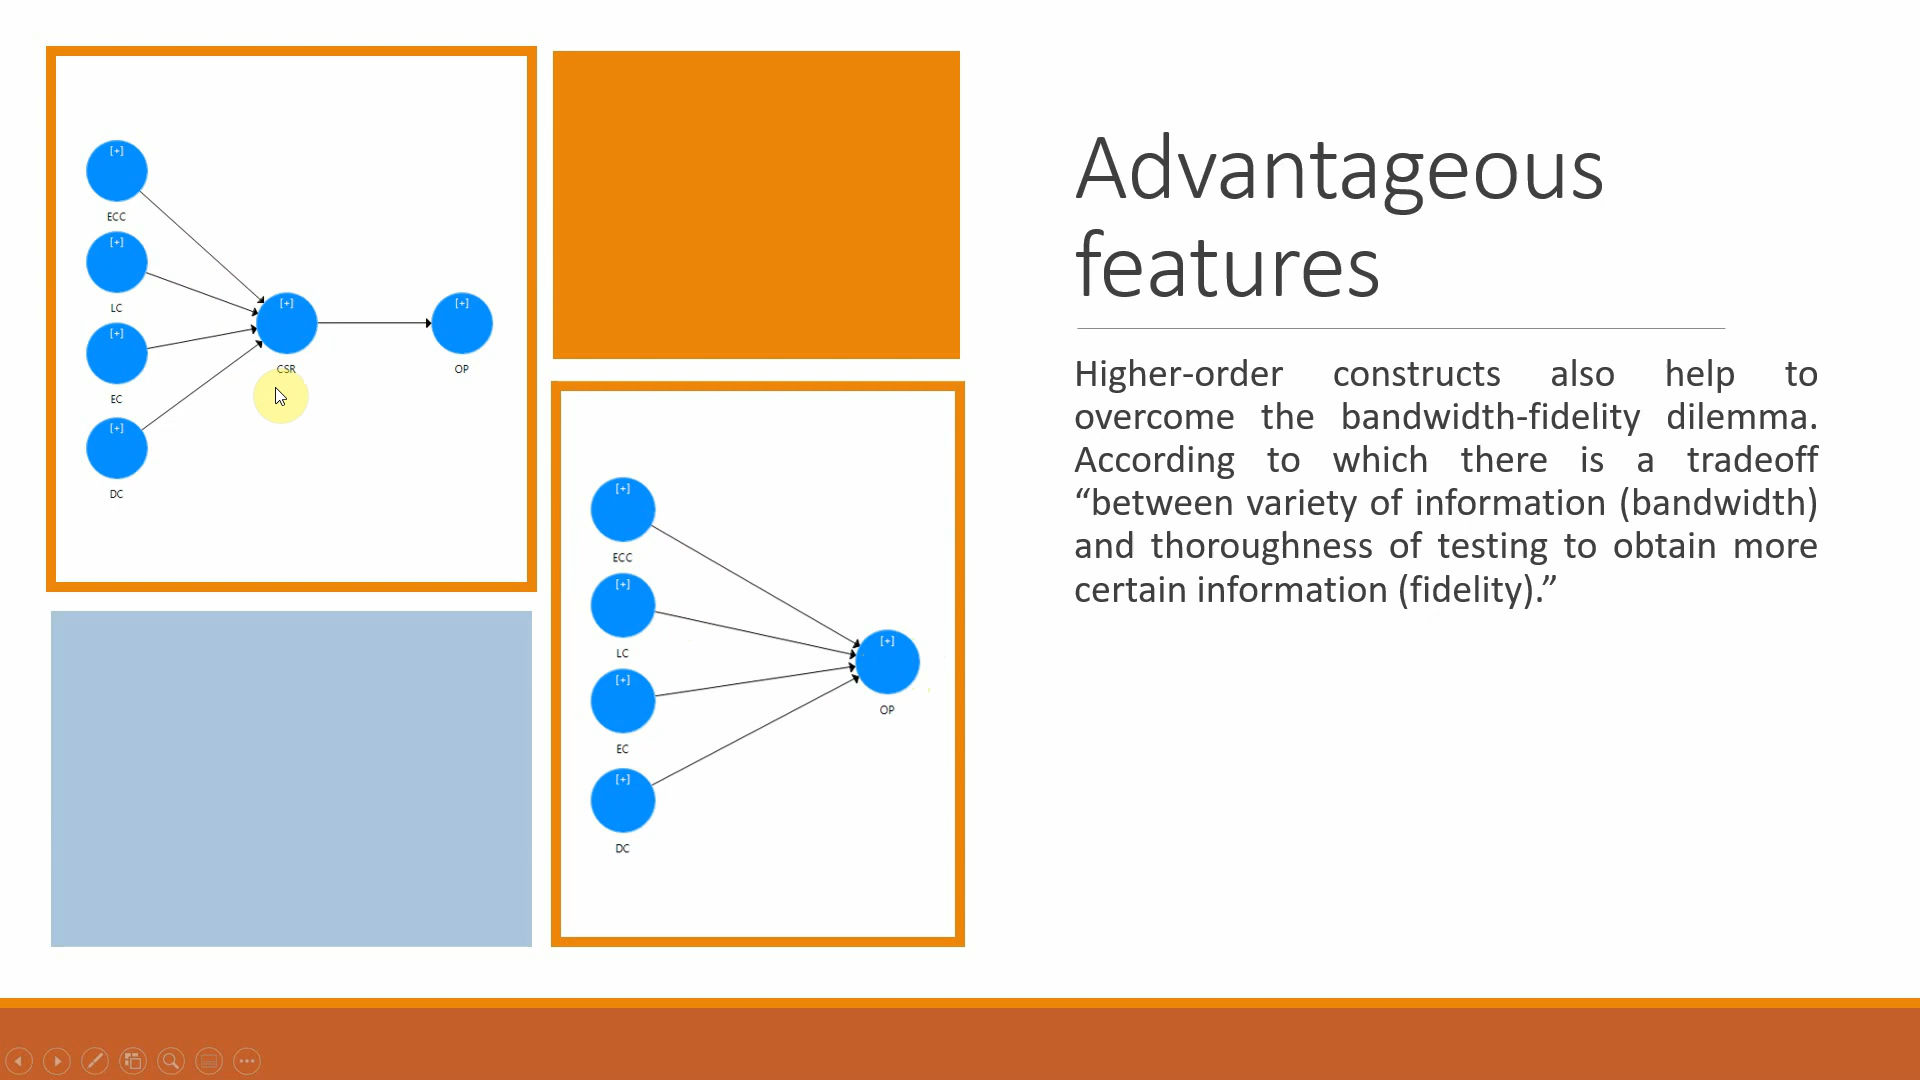 [+]
ECC
[+]
LC
[+]
EC
[+]
DC
[+]
CSR
[+]
OP
[+]
ECC
[+]
LC
[+]
EC
[+]
DC
[+]
OP
Advantageous
features
Higher-order constructs also help to
overcome the bandwidth-fidelity dilemma.
According to which there is a tradeoff
“between variety of information (bandwidth)
and thoroughness of testing to obtain more
certain information (fidelity).”